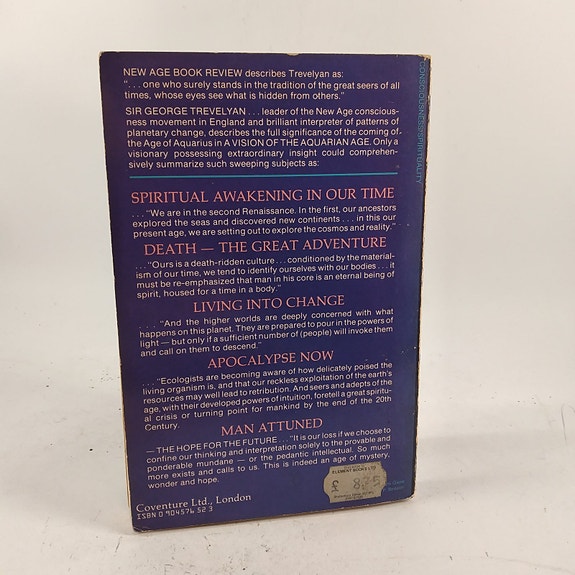 NEW AGE BOOK REVIEW describes Trevelyan as:
". . . one who surely stands in the tradition of the great seers of all
times, whose eyes see what is hidden from others."
SIR GEORGE TREVELYAN . . . leader of the New Age conscious-
ness movement in England and brilliant interpreter of patterns of
planetary change, describes the full significance of the coming of
the Age of Aquarius in A VISION OF THE AQUARIAN AGE. Only a
visionary possessing extraordinary insight could comprehen-
sively summarize such sweeping subjects as:
SPIRITUAL AWAKENING IN OUR TIME
. . . "We are in the second Renaissance. In the first, our ancestors
explored the seas and discovered new continents . . . in this our
present age, we are setting out to explore the cosmos and reality."
DEATH — THE GREAT ADVENTURE
. . . "Ours is a death-ridden culture . . . conditioned by the material-
ism of our time, we tend to identify ourselves with our bodies . . . it
must be re-emphasized that man in his core is an eternal being of
spirit, housed for a time in a body."
LIVING INTO CHANGE
. . . "And the higher worlds are deeply concerned with what
happens on this planet. They are prepared to pour in the powers of
light — but only if a sufficient number of (people) will invoke them
and call on them to descend."
APOCALYPSE NOW
. . . "Ecologists are becoming aware of how delicately poised the
living organism is, and that our reckless exploitation of the earth's
resources may well lead to retribution. And seers and adepts of the
age, with their developed powers of intuition, foretell a great spiritu-
al crisis or turning point for mankind by the end of the 20th
Century.
MAN ATTUNED
— THE HOPE FOR THE FUTURE . . . "It is our loss if we choose to
confine our thinking and interpretation solely to the provable and
ponderable mundane — or the pedantic intellectual. So much
more exists and calls to us. This is indeed an age of mystery,
wonder and hope.
Coventure Ltd., London
ISBN 0 904576 52 3
ELEMENT BOOKS LTD
£ 8.75
CONSCIOUSNESS/SPIRITUALITY